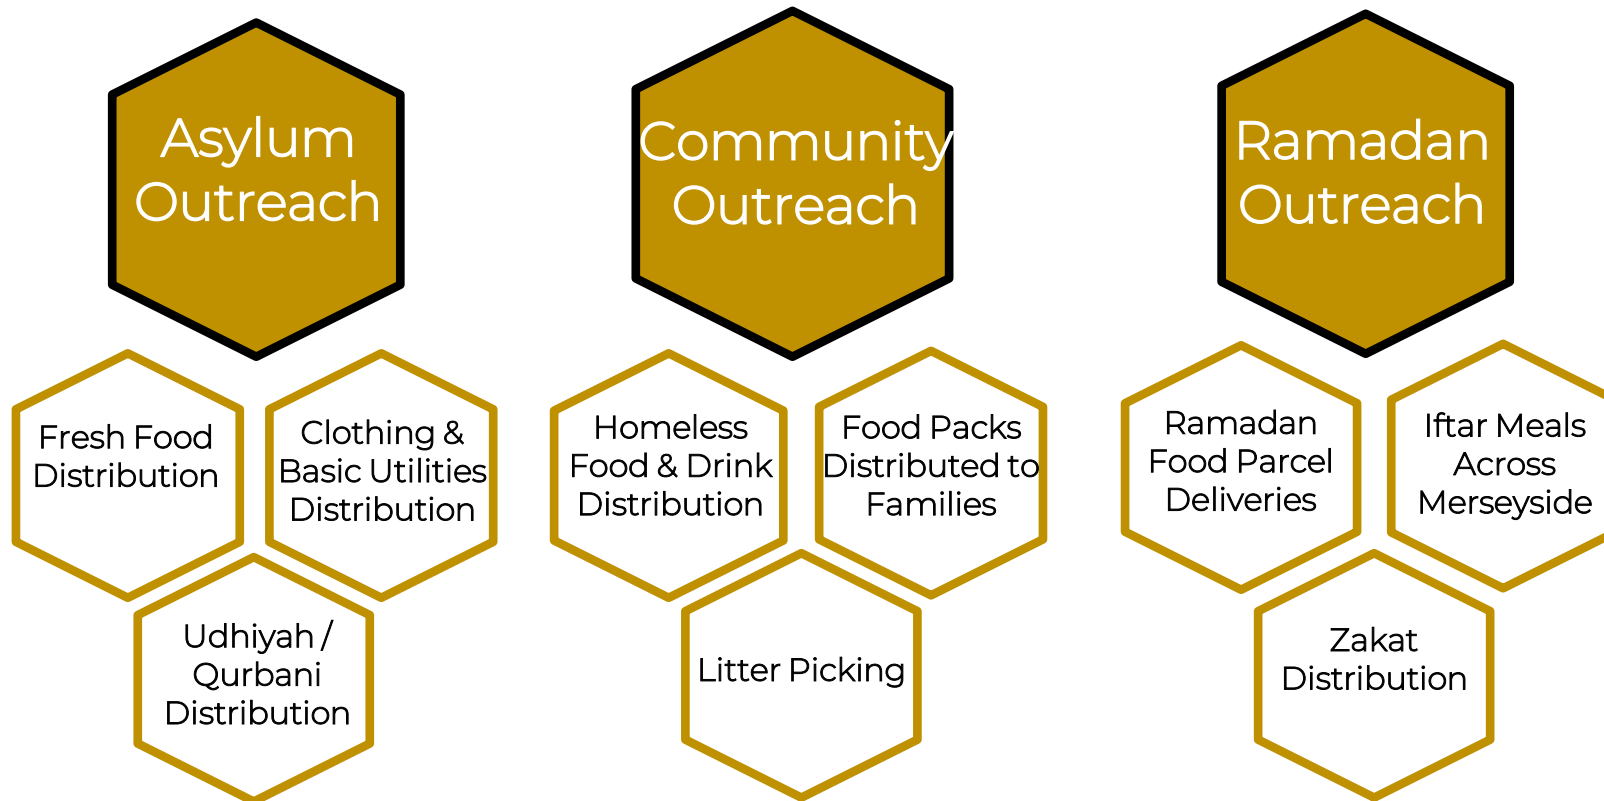 Asylum
Outreach
Community
Outreach
Ramadan
Outreach
Fresh Food
Distribution
Clothing &
Basic Utilities
Distribution
Udhiyah /
Qurbani
Distribution
Homeless
Food & Drink
Distribution
Food Packs
Distributed to
Families
Litter Picking
Ramadan
Food Parcel
Deliveries
Iftar Meals
Across
Merseyside
Zakat
Distribution